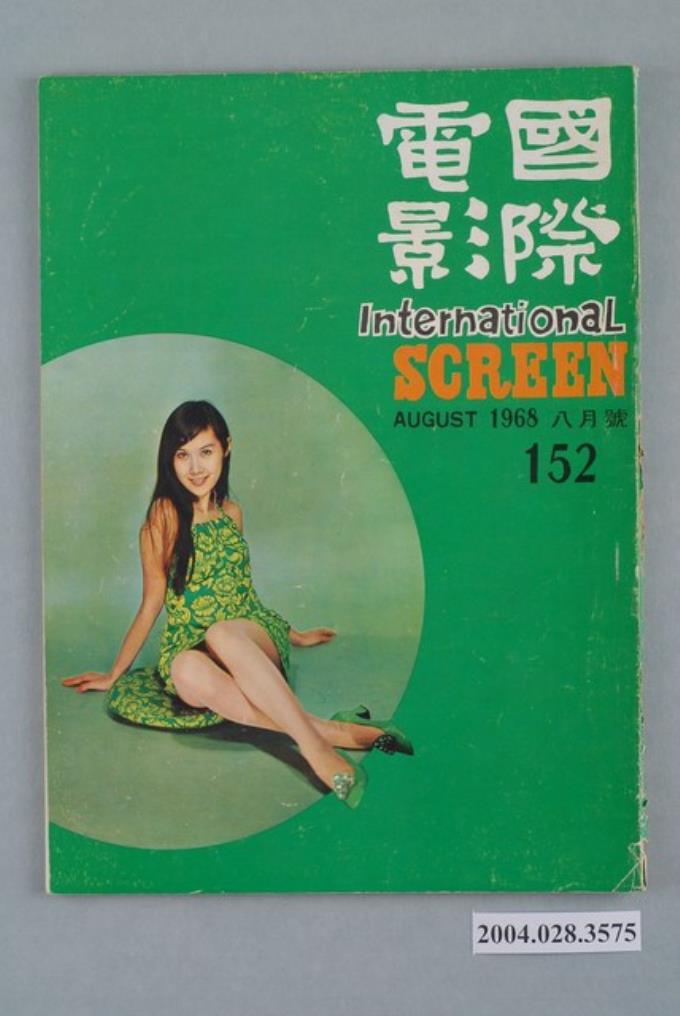 國際
電影
International
SCREEN
AUGUST 1968 八月號
152
2004.028.3575